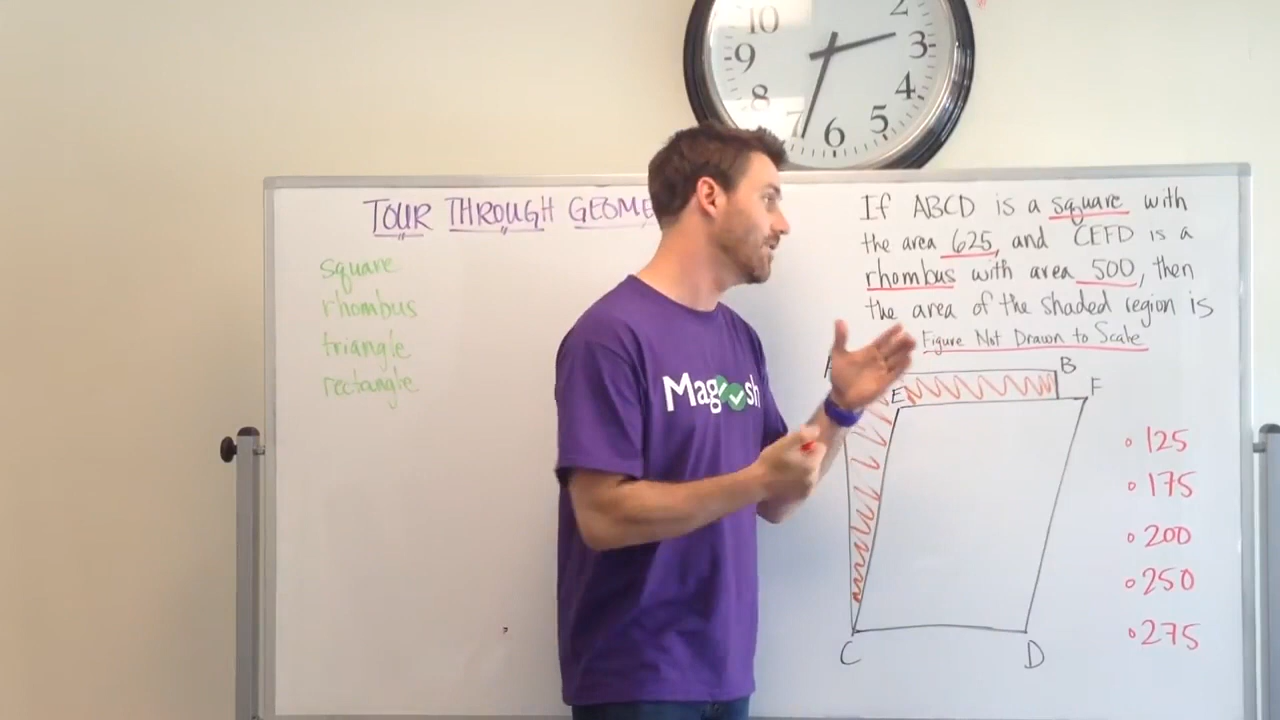 10 2
9 3
8 4
7 6 5
TOUR THROUGH GEOME
square
rhombus
triangle
rectangle
Magoosh
If ABCD is a square with
the area 625, and CEFD is a
rhombus with area 500, then
the area of the shaded region is
Figure Not Drawn to Scale
A B
E F
C D
125
175
200
250
275